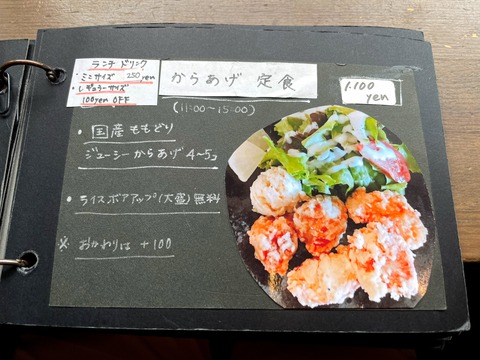 ランチ ドリンク
・ミニサイズ 250yen
・レギュラーサイズ
100yen OFF
からあげ 定食
(11:00～15:00)
1.100
yen
・国産ももどり
ジューシーからあげ 4〜5コ
・ライスボアアップ(大盛)無料
※ おかわりは +100